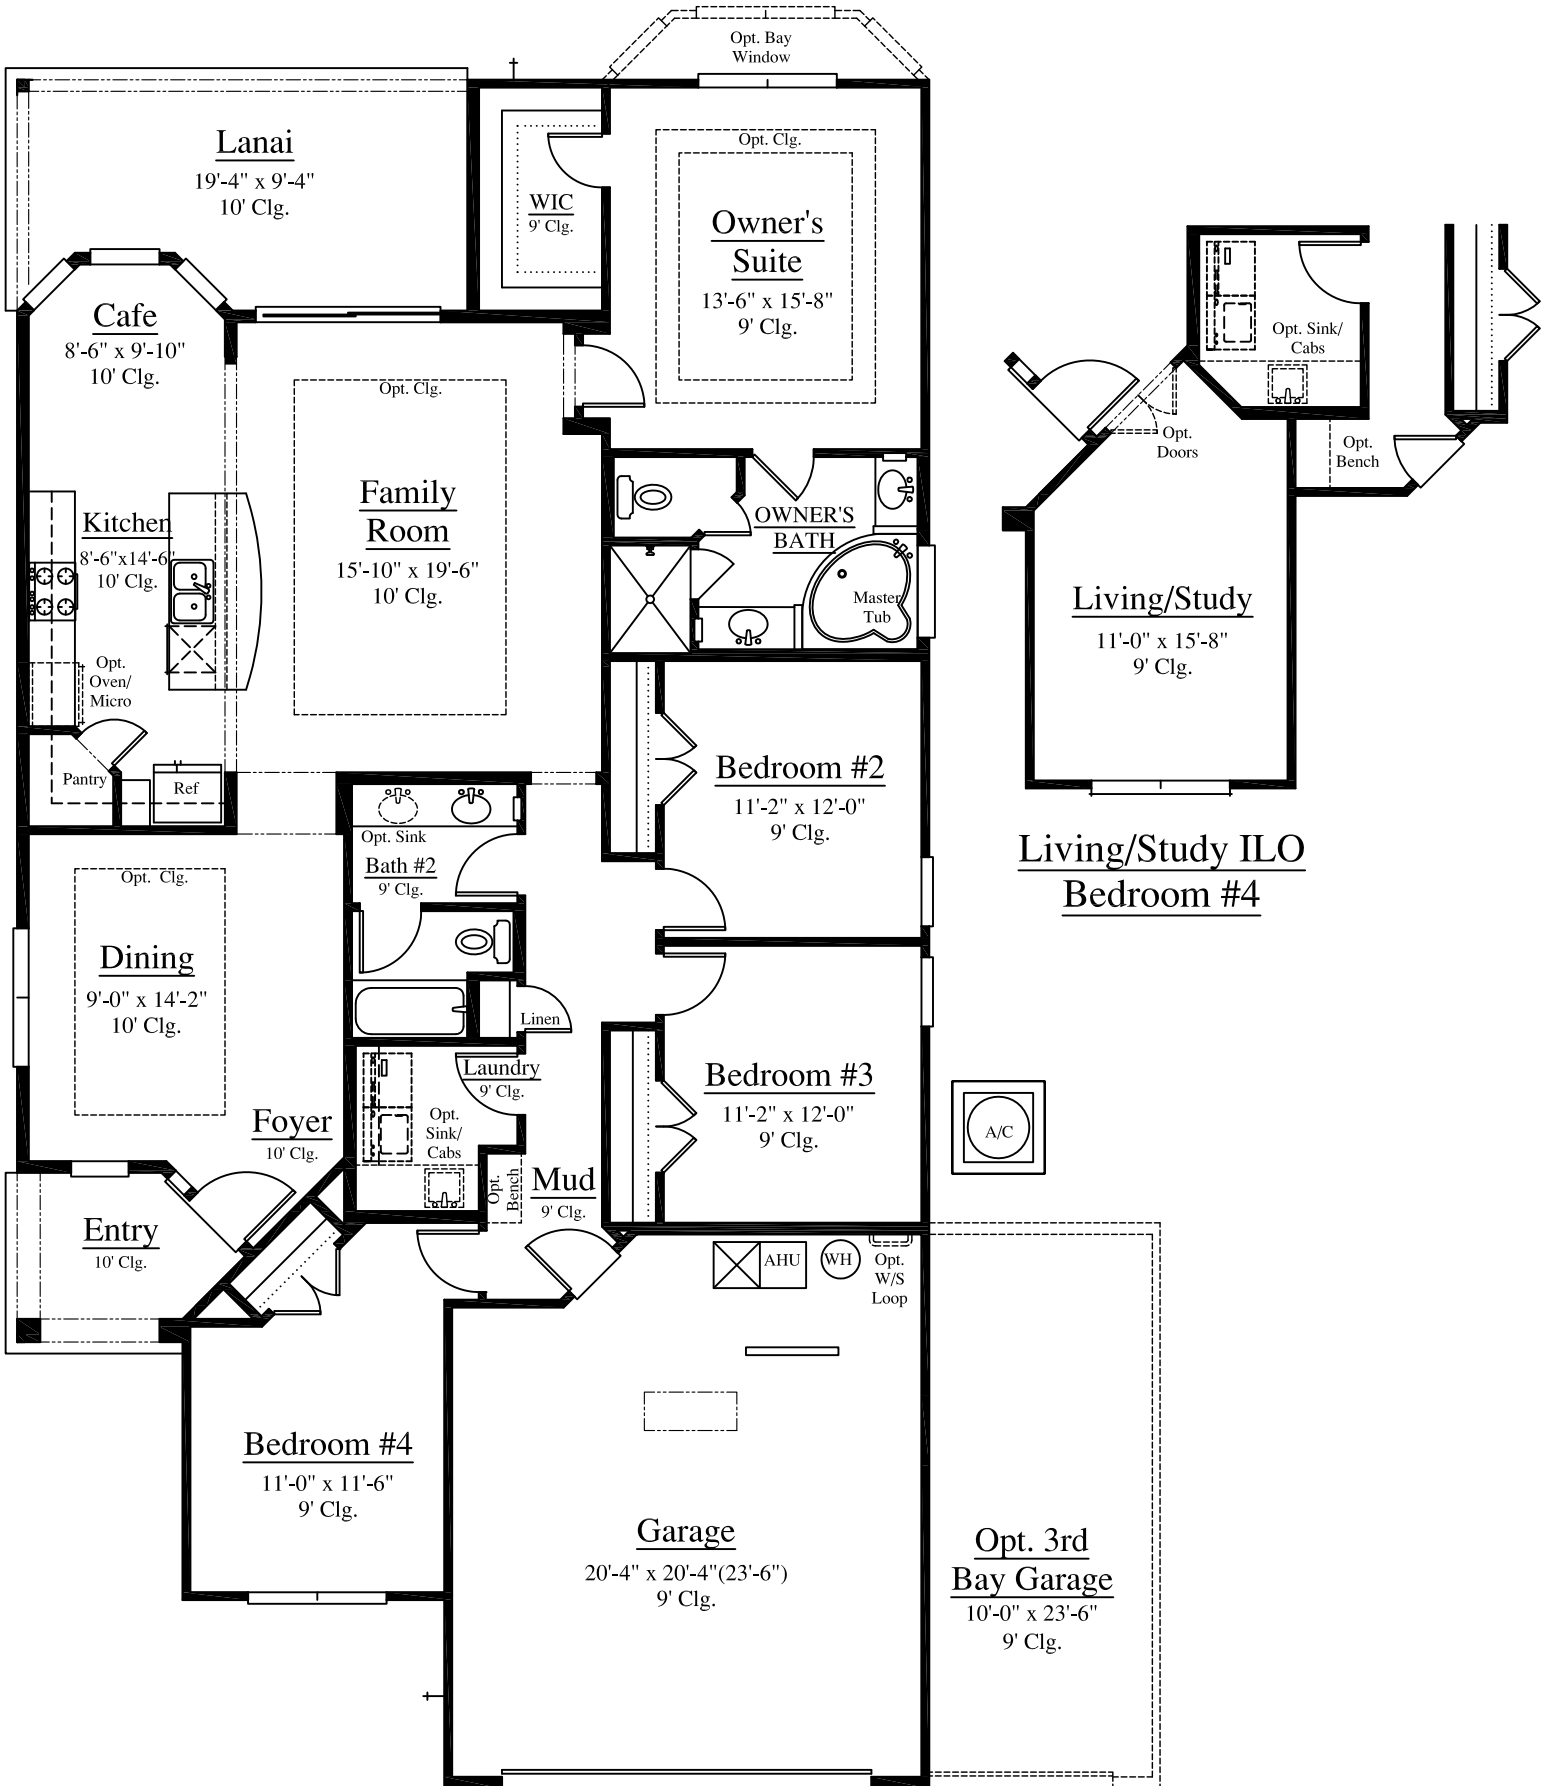 Opt. Bay
Window
Lanai
19'-4" x 9'-4"
10' Clg.
WIC
9' Clg.
Opt. Clg.
Owner's
Suite
13'-6" x 15'-8"
9' Clg.
Cafe
8'-6" x 9'-10"
10' Clg.
Opt. Clg.
Family
Room
15'-10" x 19'-6"
10' Clg.
Kitchen
8'-6"x14'-6"
10' Clg.
Opt.
Oven/
Micro
Pantry
Ref
OWNER'S
BATH
Master
Tub
Bedroom #2
11'-2" x 12'-0"
9' Clg.
Opt. Sink
Bath #2
9' Clg.
Opt. Clg.
Dining
9'-0" x 14'-2"
10' Clg.
Linen
Laundry
9' Clg.
Opt.
Sink/
Cabs
Bedroom #3
11'-2" x 12'-0"
9' Clg.
A/C
Foyer
10' Clg.
Opt.
Bench
Mud
9' Clg.
Entry
10' Clg.
AHU
WH
Opt.
W/S
Loop
Bedroom #4
11'-0" x 11'-6"
9' Clg.
Garage
20'-4" x 20'-4"(23'-6")
9' Clg.
Opt. 3rd
Bay Garage
10'-0" x 23'-6"
9' Clg.
Opt. Sink/
Cabs
Opt.
Doors
Opt.
Bench
Living/Study
11'-0" x 15'-8"
9' Clg.
Living/Study ILO
Bedroom #4